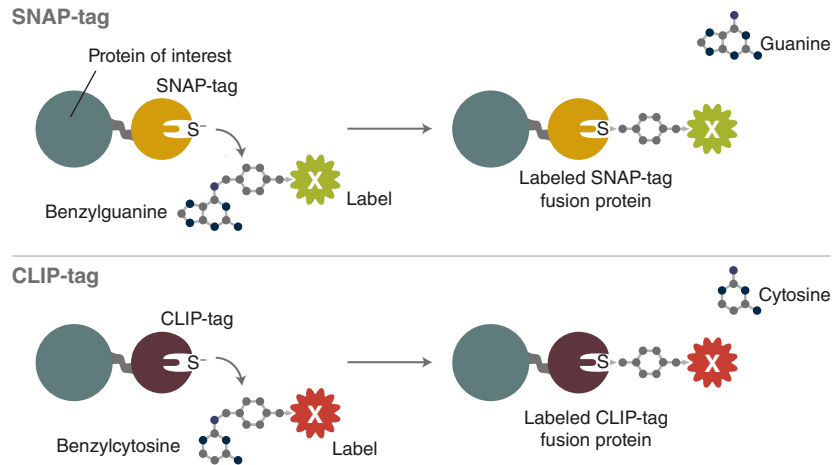 SNAP-tag
Protein of interest
SNAP-tag
S⁻
X
Label
Benzylguanine
Guanine
S
X
Labeled SNAP-tag
fusion protein
CLIP-tag
CLIP-tag
S⁻
X
Label
Benzylcytosine
Cytosine
S
X
Labeled CLIP-tag
fusion protein